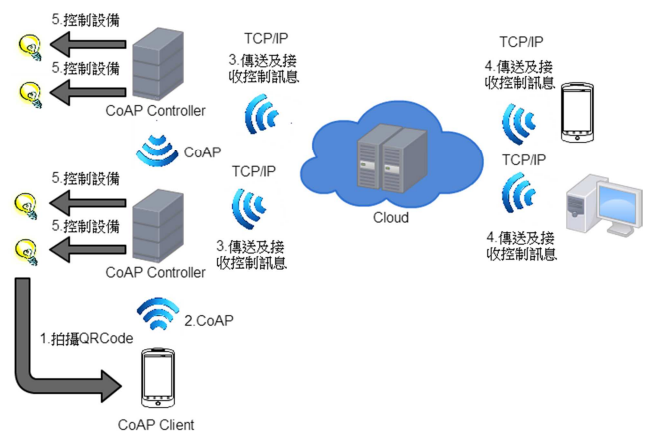 5.控制設備
5.控制設備
CoAP Controller
TCP/IP
3.傳送及接
收控制訊息
TCP/IP
4.傳送及接
收控制訊息
CoAP
Cloud
5.控制設備
5.控制設備
CoAP Controller
TCP/IP
3.傳送及接
收控制訊息
TCP/IP
4.傳送及接
收控制訊息
2.CoAP
1.拍攝QRCode
CoAP Client